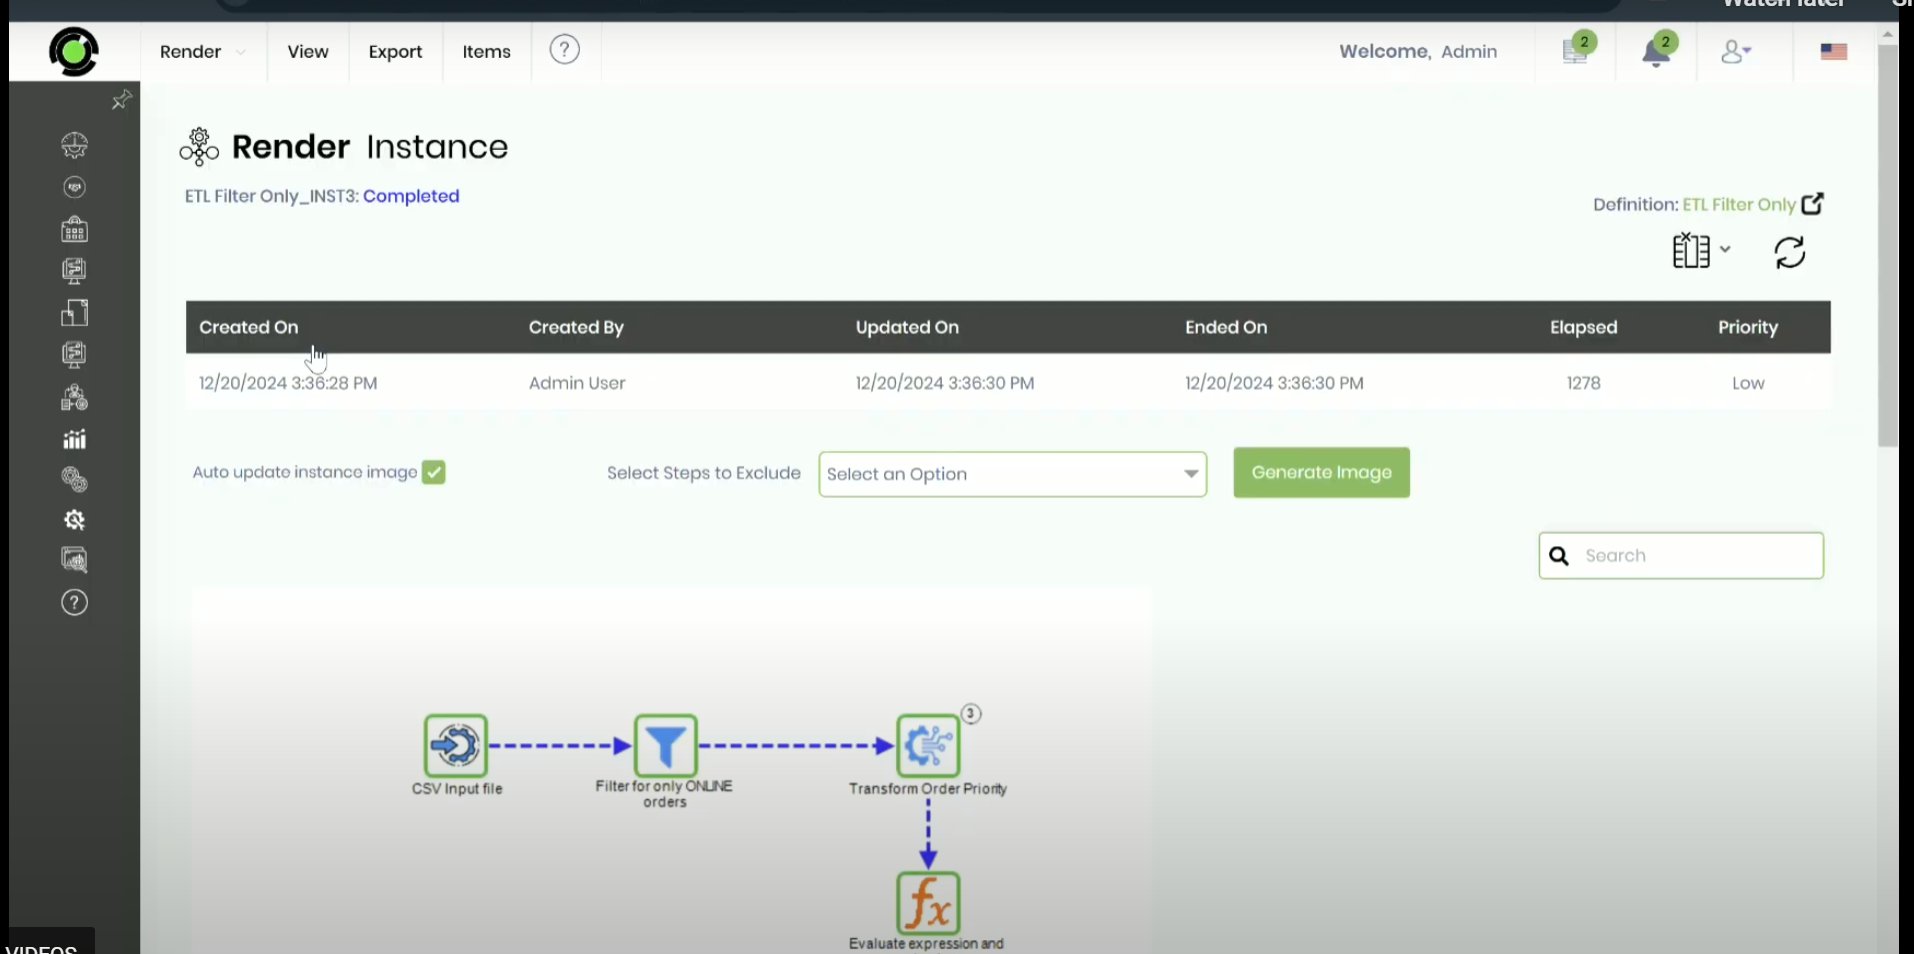 Render View Export Items ?
Welcome, Admin 2 2
Render Instance
ETL Filter Only_INST3: Completed
Definition: ETL Filter Only
Created On Created By Updated On Ended On Elapsed Priority
12/20/2024 3:36:28 PM Admin User 12/20/2024 3:36:30 PM 12/20/2024 3:36:30 PM 1278 Low
Auto update instance image Select Steps to Exclude Select an Option Generate Image
Search
3
CSV Input file Filter for only ONLINE Transform Order Priority
orders
?
fx
Evaluate expression and
VIDEOS